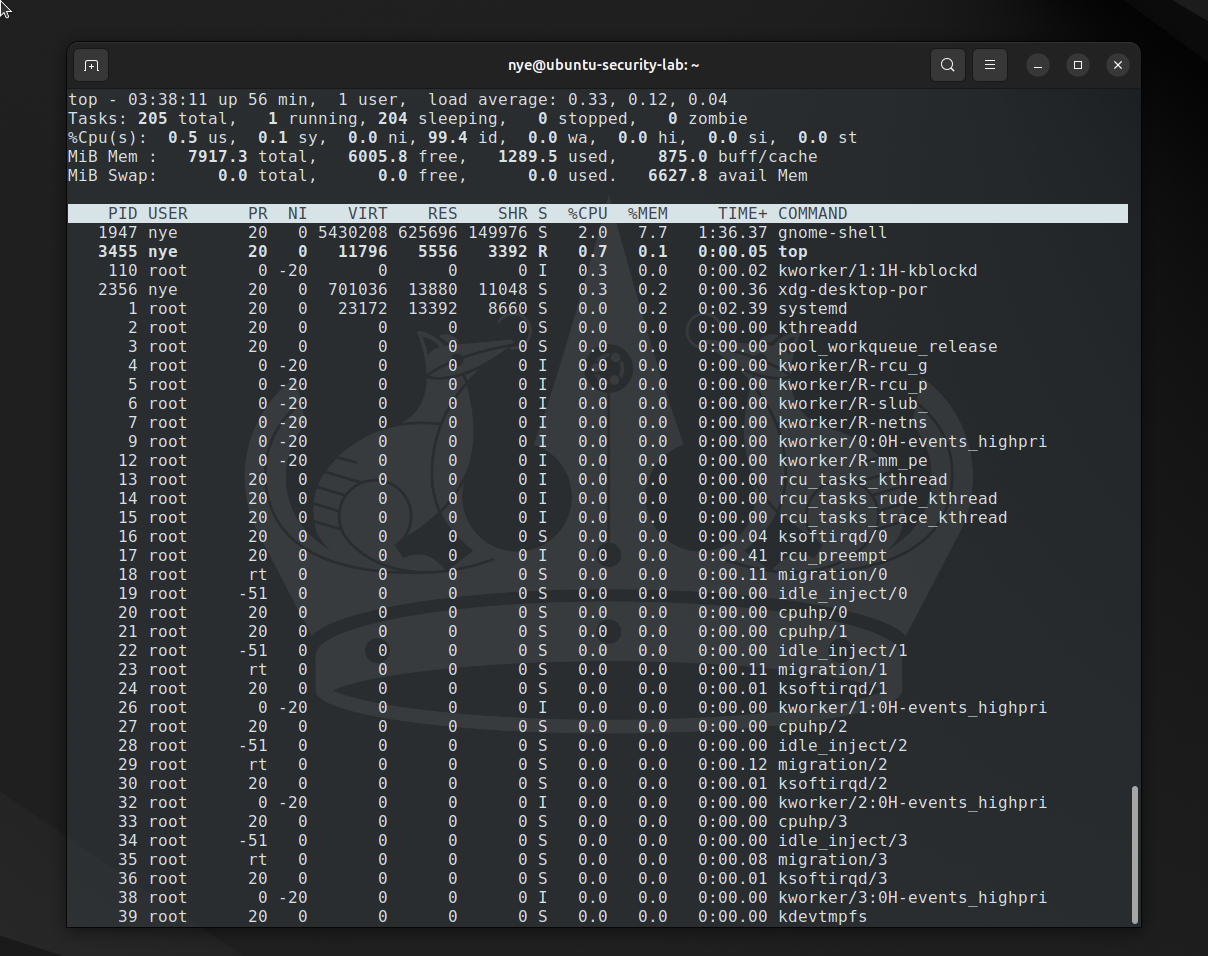 nye@ubuntu-security-lab: ~
top - 03:38:11 up 56 min,  1 user,  load average: 0.33, 0.12, 0.04
Tasks: 205 total,   1 running, 204 sleeping,   0 stopped,   0 zombie
%Cpu(s):  0.5 us,  0.1 sy,  0.0 ni, 99.4 id,  0.0 wa,  0.0 hi,  0.0 si,  0.0 st
MiB Mem :   7917.3 total,   6005.8 free,   1289.5 used,    875.0 buff/cache
MiB Swap:      0.0 total,      0.0 free,      0.0 used.   6627.8 avail Mem
    PID USER      PR  NI    VIRT    RES    SHR S  %CPU  %MEM     TIME+ COMMAND
   1947 nye       20   0 5430208 625696 149976 S   2.0   7.7   1:36.37 gnome-shell
   3455 nye       20   0   11796   5556   3392 R   0.7   0.1   0:00.05 top
    110 root       0 -20       0      0      0 I   0.3   0.0   0:00.02 kworker/1:1H-kblockd
   2356 nye       20   0  701036  13880  11048 S   0.3   0.2   0:00.36 xdg-desktop-por
      1 root      20   0   23172  13392   8660 S   0.0   0.2   0:02.39 systemd
      2 root      20   0       0      0      0 S   0.0   0.0   0:00.00 kthreadd
      3 root      20   0       0      0      0 S   0.0   0.0   0:00.00 pool_workqueue_release
      4 root       0 -20       0      0      0 I   0.0   0.0   0:00.00 kworker/R-rcu_g
      5 root       0 -20       0      0      0 I   0.0   0.0   0:00.00 kworker/R-rcu_p
      6 root       0 -20       0      0      0 I   0.0   0.0   0:00.00 kworker/R-slub_
      7 root       0 -20       0      0      0 I   0.0   0.0   0:00.00 kworker/R-netns
      9 root       0 -20       0      0      0 I   0.0   0.0   0:00.00 kworker/0:0H-events_highpri
     12 root       0 -20       0      0      0 I   0.0   0.0   0:00.00 kworker/R-mm_pe
     13 root      20   0       0      0      0 I   0.0   0.0   0:00.00 rcu_tasks_kthread
     14 root      20   0       0      0      0 I   0.0   0.0   0:00.00 rcu_tasks_rude_kthread
     15 root      20   0       0      0      0 I   0.0   0.0   0:00.00 rcu_tasks_trace_kthread
     16 root      20   0       0      0      0 S   0.0   0.0   0:00.04 ksoftirqd/0
     17 root      20   0       0      0      0 I   0.0   0.0   0:00.41 rcu_preempt
     18 root      rt   0       0      0      0 S   0.0   0.0   0:00.11 migration/0
     19 root     -51   0       0      0      0 S   0.0   0.0   0:00.00 idle_inject/0
     20 root      20   0       0      0      0 S   0.0   0.0   0:00.00 cpuhp/0
     21 root      20   0       0      0      0 S   0.0   0.0   0:00.00 cpuhp/1
     22 root     -51   0       0      0      0 S   0.0   0.0   0:00.00 idle_inject/1
     23 root      rt   0       0      0      0 S   0.0   0.0   0:00.11 migration/1
     24 root      20   0       0      0      0 S   0.0   0.0   0:00.01 ksoftirqd/1
     26 root       0 -20       0      0      0 I   0.0   0.0   0:00.00 kworker/1:0H-events_highpri
     27 root      20   0       0      0      0 S   0.0   0.0   0:00.00 cpuhp/2
     28 root     -51   0       0      0      0 S   0.0   0.0   0:00.00 idle_inject/2
     29 root      rt   0       0      0      0 S   0.0   0.0   0:00.12 migration/2
     30 root      20   0       0      0      0 S   0.0   0.0   0:00.01 ksoftirqd/2
     32 root       0 -20       0      0      0 I   0.0   0.0   0:00.00 kworker/2:0H-events_highpri
     33 root      20   0       0      0      0 S   0.0   0.0   0:00.00 cpuhp/3
     34 root     -51   0       0      0      0 S   0.0   0.0   0:00.00 idle_inject/3
     35 root      rt   0       0      0      0 S   0.0   0.0   0:00.08 migration/3
     36 root      20   0       0      0      0 S   0.0   0.0   0:00.01 ksoftirqd/3
     38 root       0 -20       0      0      0 I   0.0   0.0   0:00.00 kworker/3:0H-events_highpri
     39 root      20   0       0      0      0 S   0.0   0.0   0:00.00 kdevtmpfs